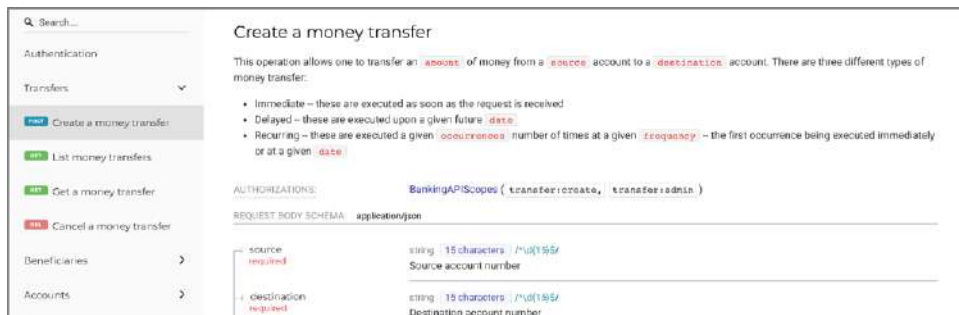 Search...
Authentication
Transfers
POST Create a money transfer
GET List money transfers
GET Get a money transfer
DEL Cancel a money transfer
Beneficiaries
Accounts
Create a money transfer
This operation allows one to transfer an amount of money from a source account to a destination account. There are three different types of
money transfer:
• Immediate – these are executed as soon as the request is received
• Delayed – these are executed upon a given future date
• Recurring – these are executed a given occurrences number of times at a given frequency – the first occurrence being executed immediately
or at a given date
AUTHORIZATIONS: BankingAPIScopes ( transfer:create, transfer:admin )
REQUEST BODY SCHEMA: application/json
source string 15 characters /^\d{15}$/
required Source account number
destination string 15 characters /^\d{15}$/
required Destination account number